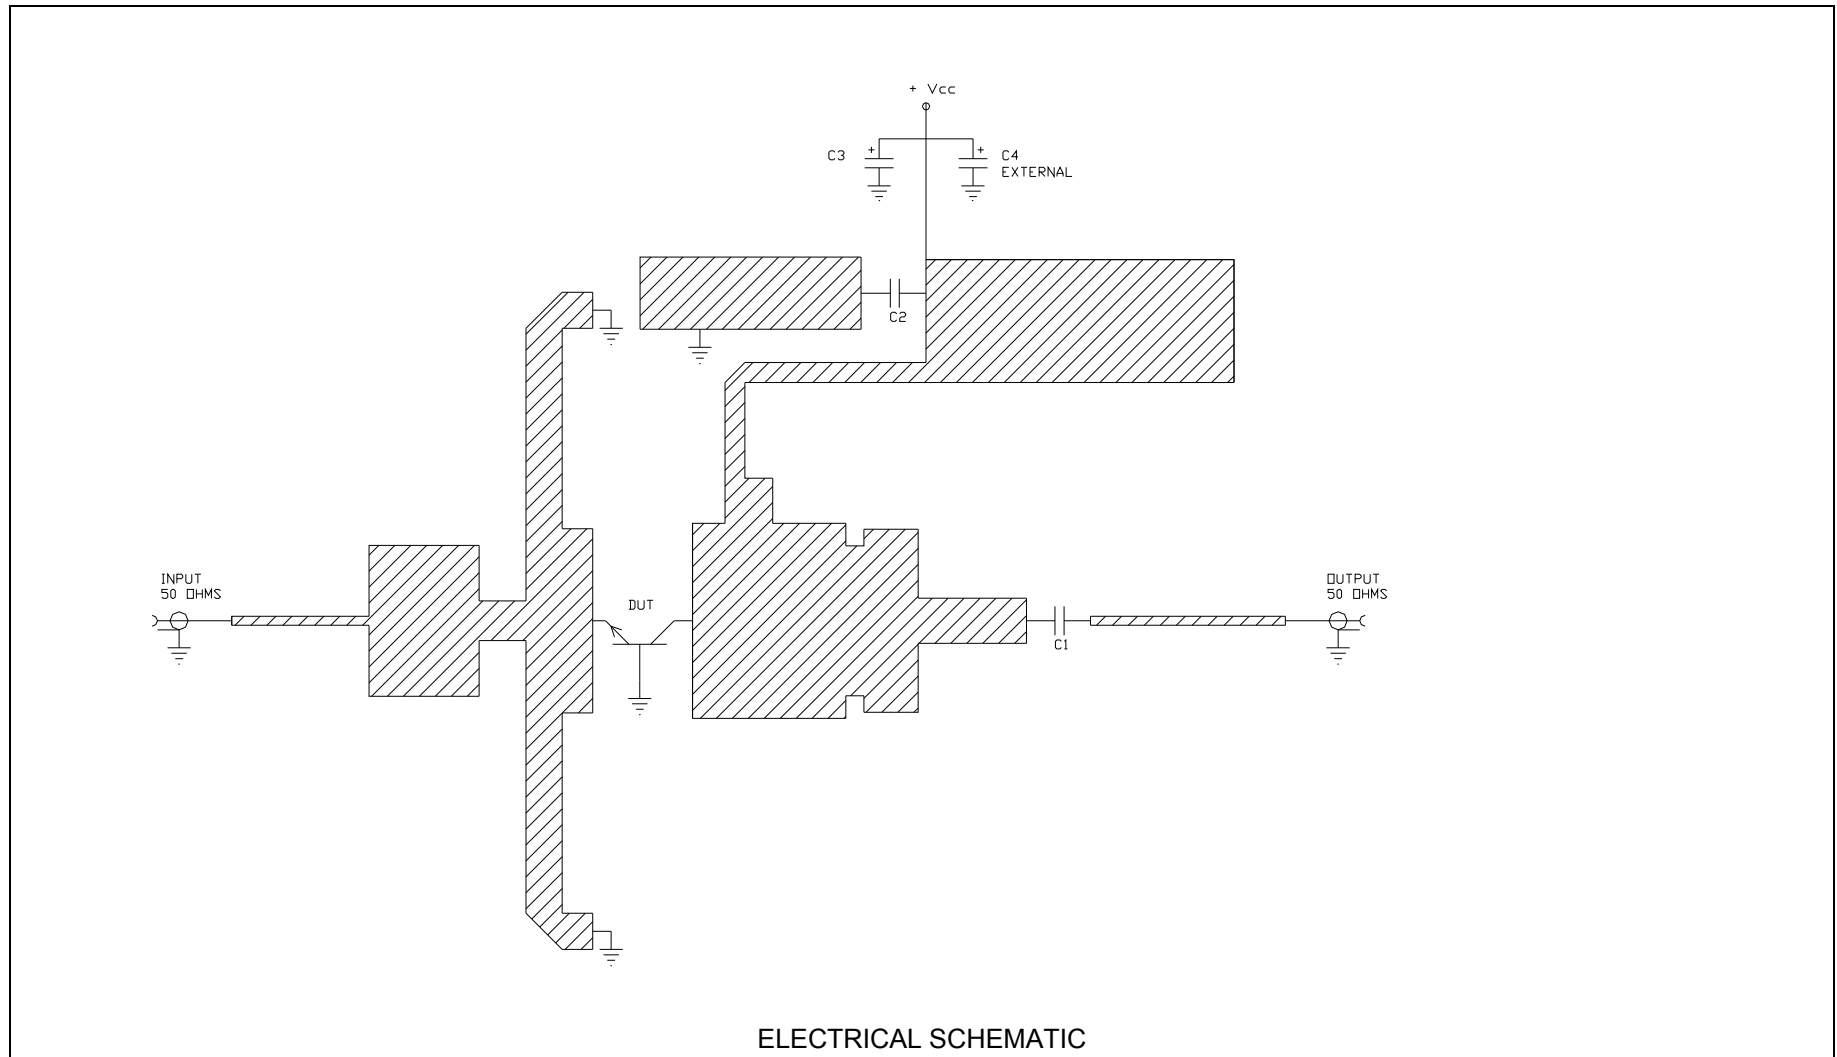 + Vcc
C3
+
+
C4
EXTERNAL
C2
INPUT
50 OHMS
DUT
OUTPUT
50 OHMS
C1
ELECTRICAL SCHEMATIC